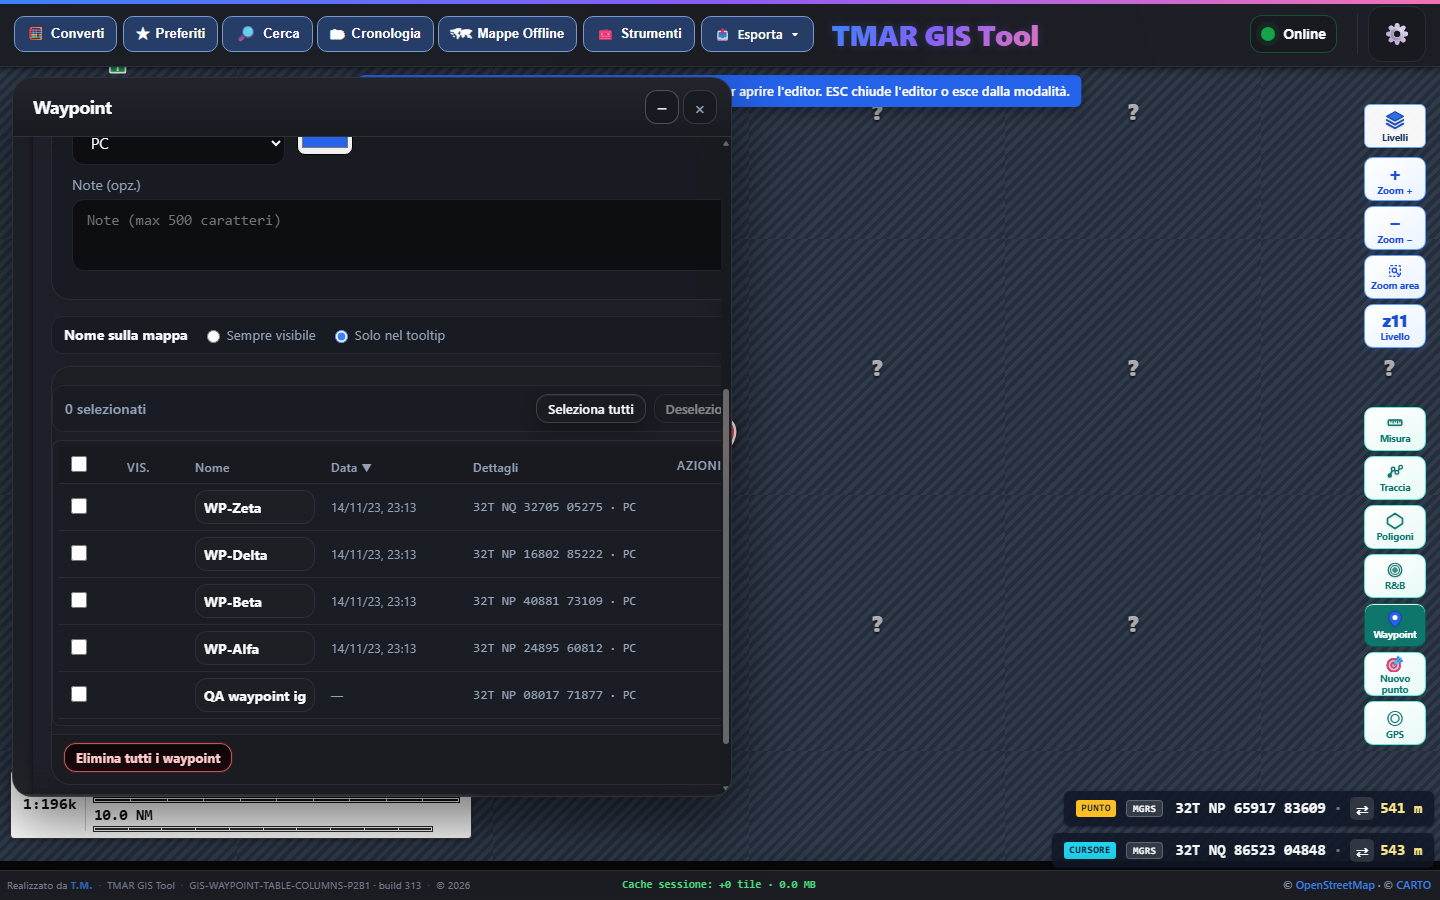 Converti
Preferiti
Cerca
Cronologia
Mappe Offline
Strumenti
Esporta
TMAR GIS Tool
Online
Waypoint
r aprire l'editor. ESC chiude l'editor o esce dalla modalità.
PC
Note (opz.)
Note (max 500 caratteri)
Nome sulla mappa
Sempre visibile
Solo nel tooltip
0 selezionati
Seleziona tutti
Deselezio
VIS. Nome Data ▼ Dettagli AZIONI
WP-Zeta 14/11/23, 23:13 32T NQ 32705 05275 · PC
WP-Delta 14/11/23, 23:13 32T NP 16802 85222 · PC
WP-Beta 14/11/23, 23:13 32T NP 40881 73109 · PC
WP-Alfa 14/11/23, 23:13 32T NP 24895 60812 · PC
QA waypoint ig — 32T NP 08017 71877 · PC
Elimina tutti i waypoint
1:196k
10.0 NM
? ?
? ? ?
? ?
Livelli
+
Zoom +
−
Zoom −
Zoom area
z11
Livello
Misura
Traccia
Poligoni
R&B
Waypoint
Nuovo
punto
GPS
PUNTO MGRS 32T NP 65917 83609 · ⇄ 541 m
CURSORE MGRS 32T NQ 86523 04848 · ⇄ 543 m
Realizzato da T.M. · TMAR GIS Tool · GIS-WAYPOINT-TABLE-COLUMNS-P2B1 · build 313 · © 2026
Cache sessione: +0 tile · 0.0 MB
© OpenStreetMap · © CARTO